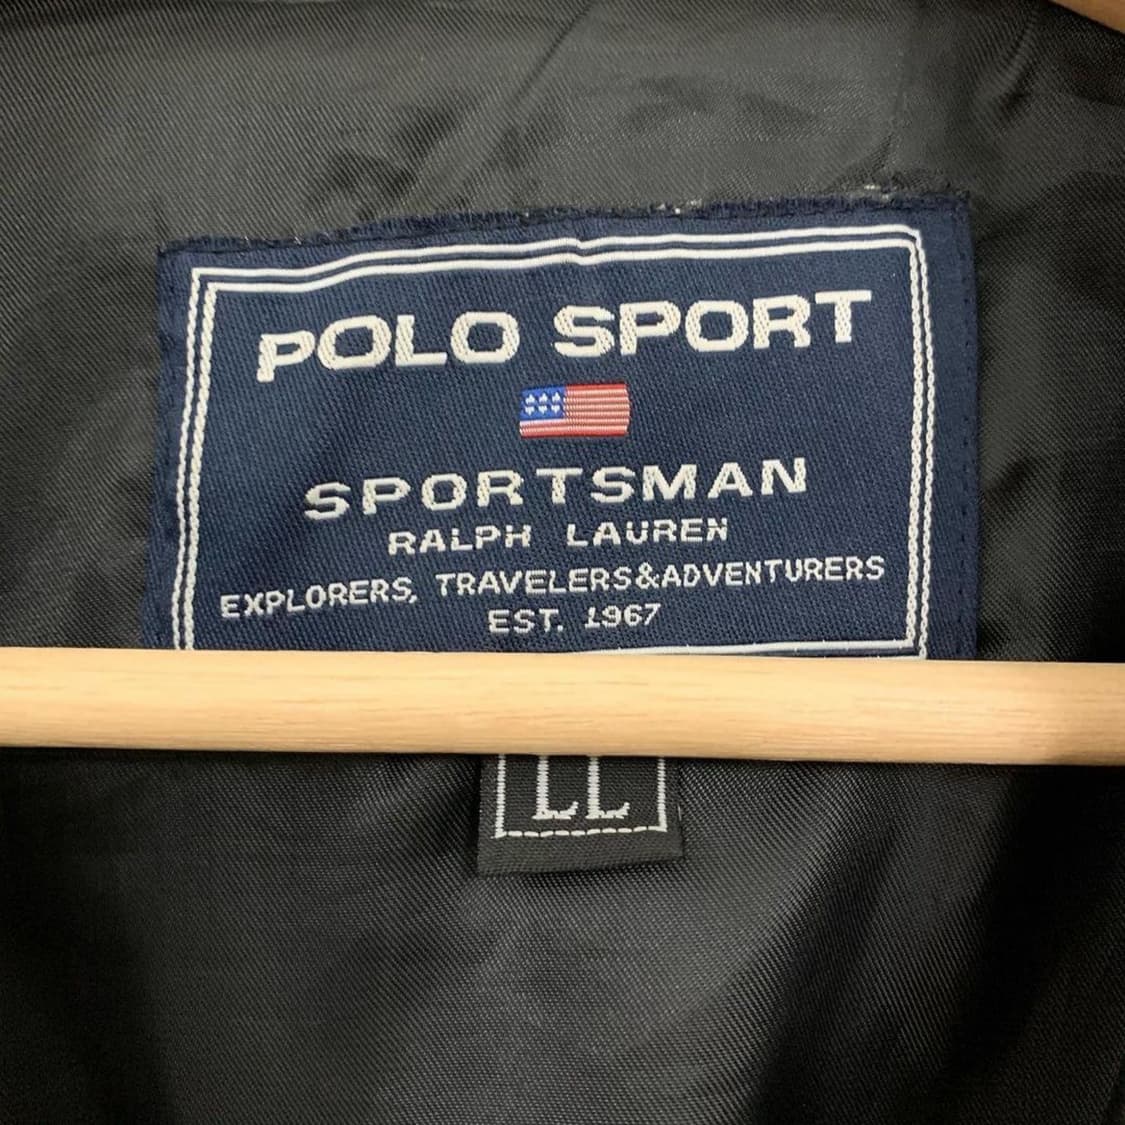 POLO SPORT
SPORTSMAN
RALPH LAUREN
EXPLORERS, TRAVELERS&ADVENTURERS
EST. 1967
LL